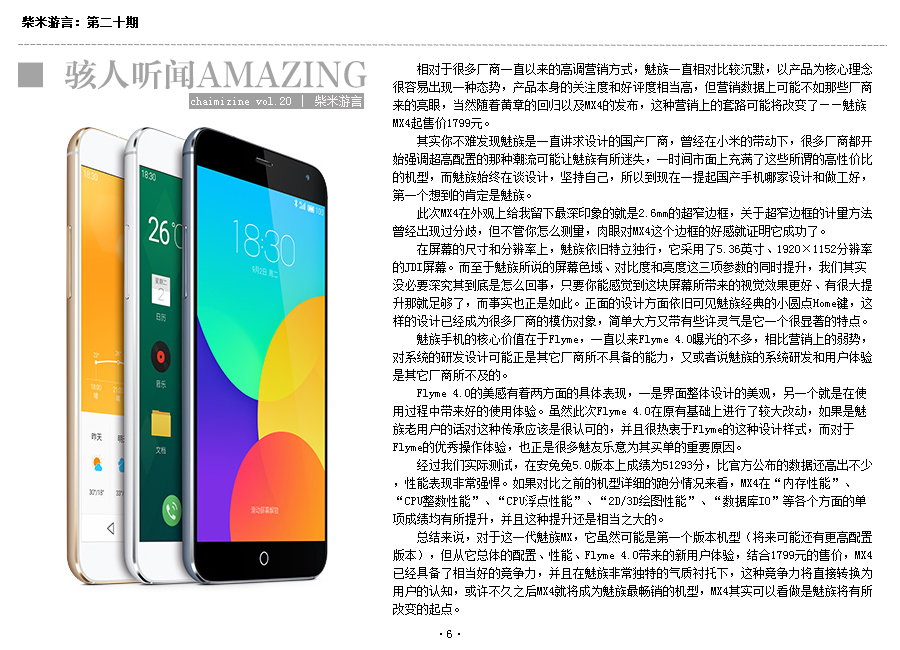 柴米游言：第二十期
骇人听闻AMAZING
chaimizine vol.20 | 柴米游言
18:30
18:30
26℃
星期二
2
日历
音乐
文档
昨天
30°/18°
18:30
9月2日 周二
滑动屏幕解锁
相对于很多厂商一直以来的高调营销方式，魅族一直相对比较沉默，以产品为核心理念
很容易出现一种态势，产品本身的关注度和好评度相当高，但营销数据上可能不如那些厂商
来的亮眼，当然随着黄章的回归以及MX4的发布，这种营销上的套路可能将改变了——魅族
MX4起售价1799元。
其实你不难发现魅族是一直讲求设计的国产厂商，曾经在小米的带动下，很多厂商都开
始强调超高配置的那种潮流可能让魅族有所迷失，一时间市面上充满了这些所谓的高性价比
的机型，而魅族始终在谈设计，坚持自己，所以到现在一提起国产手机哪家设计和做工好，
第一个想到的肯定是魅族。
此次MX4在外观上给我留下最深印象的就是2.6mm的超窄边框，关于超窄边框的计量方法
曾经出现过分歧，但不管你怎么测量，肉眼对MX4这个边框的好感就证明它成功了。
在屏幕的尺寸和分辨率上，魅族依旧特立独行，它采用了5.36英寸、1920×1152分辨率
的JDI屏幕。而至于魅族所说的屏幕色域、对比度和亮度这三项参数的同时提升，我们其实
没必要深究其到底是怎么回事，只要你能感觉到这块屏幕所带来的视觉效果更好、有很大提
升那就足够了，而事实也正是如此。正面的设计方面依旧可见魅族经典的小圆点Home键，这
样的设计已经成为很多厂商的模仿对象，简单大方又带有些许灵气是它一个很显著的特点。
魅族手机的核心价值在于Flyme，一直以来Flyme 4.0曝光的不多，相比营销上的弱势，
对系统的研发设计可能正是其它厂商所不具备的能力，又或者说魅族的系统研发和用户体验
是其它厂商所不及的。
Flyme 4.0的美感有着两方面的具体表现，一是界面整体设计的美观，另一个就是在使
用过程中带来好的使用体验。虽然此次Flyme 4.0在原有基础上进行了较大改动，如果是魅
族老用户的话对这种传承应该是很认可的，并且很热衷于Flyme的这种设计样式，而对于
Flyme的优秀操作体验，也正是很多魅友乐意为其买单的重要原因。
经过我们实际测试，在安兔兔5.0版本上成绩为51293分，比官方公布的数据还高出不少
，性能表现非常强悍。如果对比之前的机型详细的跑分情况来看，MX4在“内存性能”、
“CPU整数性能”、“CPU浮点性能”、“2D/3D绘图性能”、“数据库IO”等各个方面的单
项成绩均有所提升，并且这种提升还是相当之大的。
总结来说，对于这一代魅族MX，它虽然可能是第一个版本机型（将来可能还有更高配置
版本），但从它总体的配置、性能、Flyme 4.0带来的新用户体验，结合1799元的售价，MX4
已经具备了相当好的竞争力，并且在魅族非常独特的气质衬托下，这种竞争力将直接转换为
用户的认知，或许不久之后MX4就将成为魅族最畅销的机型，MX4其实可以看做是魅族将有所
改变的起点。
·6·